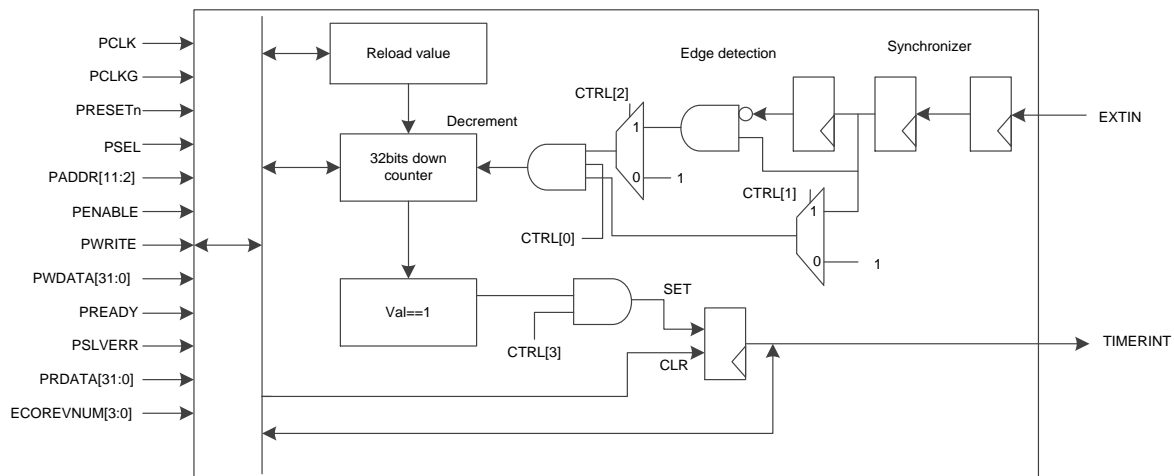 PCLK
PCLKG
PRESETn
PSEL
PADDR[11:2]
PENABLE
PWRITE
PWDATA[31:0]
PREADY
PSLVERR
PRDATA[31:0]
ECOREVNUM[3:0]
Reload value
Decrement
32bits down
counter
Val==1
Edge detection
Synchronizer
CTRL[2]
1
0
1
CTRL[1]
1
0
1
CTRL[0]
EXTIN
SET
CTRL[3]
CLR
TIMERINT